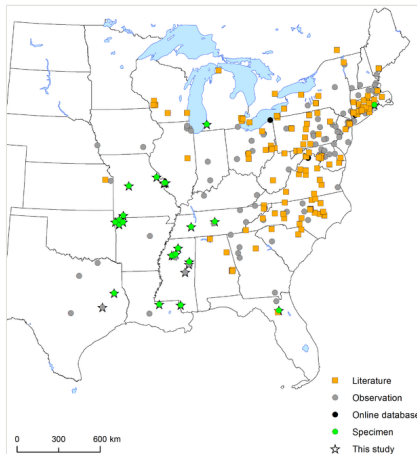 Literature
Observation
Online database
Specimen
0 300 600 km
This study